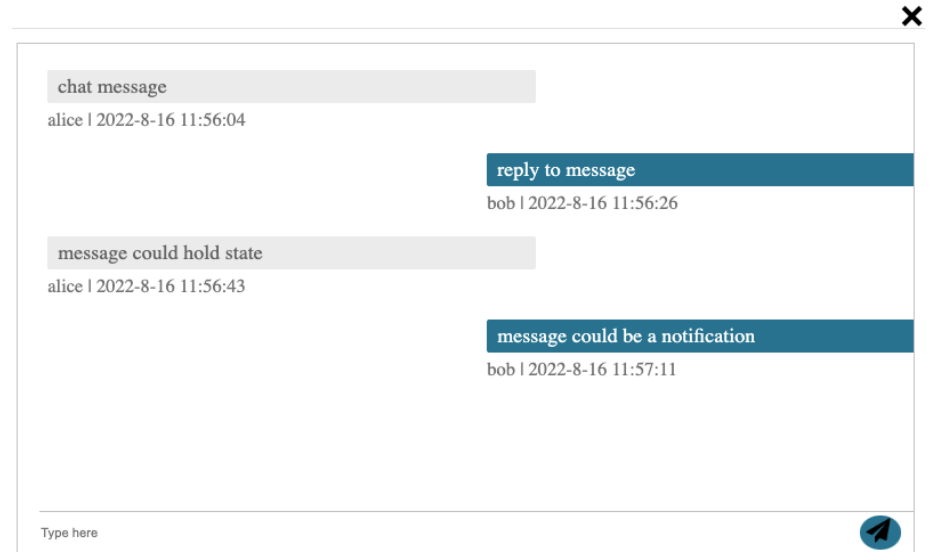 chat message
alice | 2022-8-16 11:56:04
reply to message
bob | 2022-8-16 11:56:26
message could hold state
alice | 2022-8-16 11:56:43
message could be a notification
bob | 2022-8-16 11:57:11
Type here